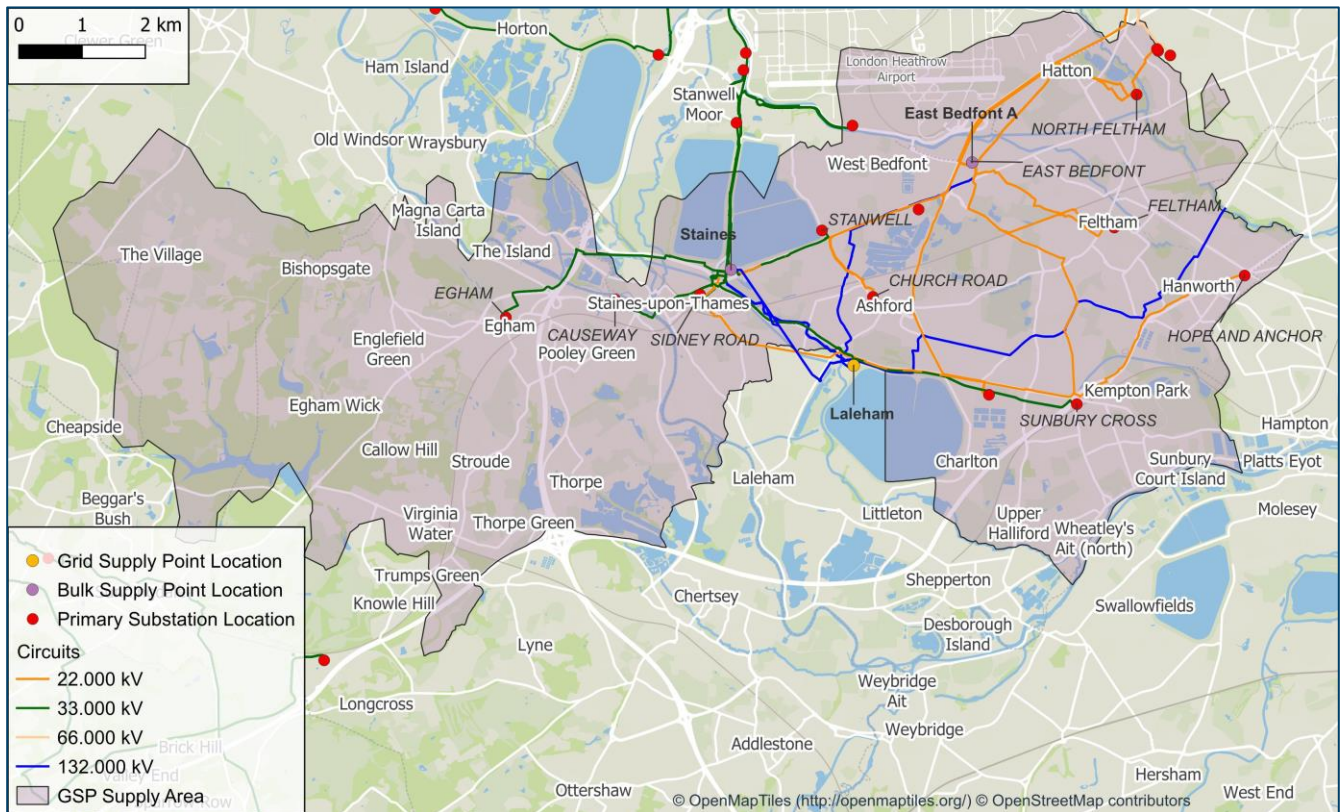 0 1 2 km
Clewer Green
Horton
Ham Island
London Heathrow
Airport
Hatton
Stanwell
Moor
East Bedfont A
NORTH FELTHAM
Old Windsor
Wraysbury
West Bedfont
EAST BEDFONT
Magna Carta
Island
STANWELL
FELTHAM
Feltham
The Village
Bishopsgate
The Island
Staines
EGHAM
Staines-upon-Thames
CHURCH ROAD
Ashford
Hanworth
Egham
CAUSEWAY
SIDNEY ROAD
HOPE AND ANCHOR
Englefield
Green
Pooley Green
Kempton Park
Egham Wick
Laleham
SUNBURY CROSS
Cheapside
Hampton
Callow Hill
Stroude
Charlton
Sunbury
Court Island
Platts Eyot
Thorpe
Laleham
Beggar's
Bush
Littleton
Molesey
Virginia
Water
Thorpe Green
Upper
Halliford
Wheatley's
Ait (north)
Trumps Green
Shepperton
Knowle Hill
Chertsey
Swallowfields
Desborough
Island
Lyne
Weybridge
Ait
Longcross
Weybridge
Addlestone
Hersham
Ottershaw
West End
Grid Supply Point Location
Bulk Supply Point Location
Primary Substation Location
Circuits
22.000 kV
33.000 kV
66.000 kV
132.000 kV
GSP Supply Area
Brick Hill
Valley End
© OpenMapTiles (http://openmaptiles.org/) © OpenStreetMap contributors